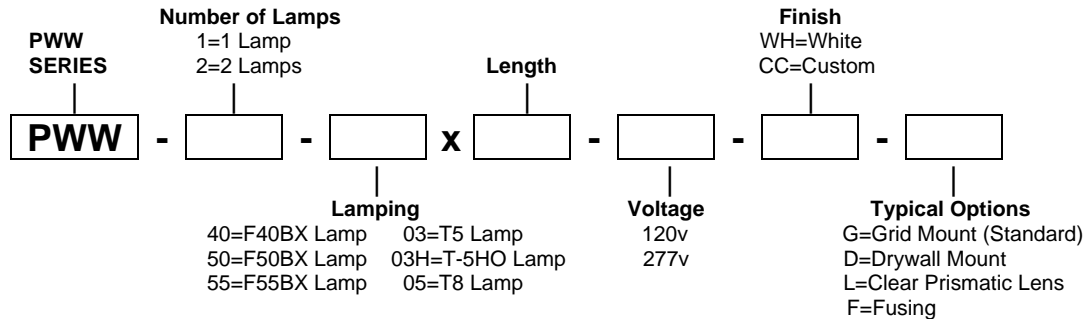 Number of Lamps
Finish
PWW
SERIES
1=1 Lamp
2=2 Lamps
Length
WH=White
CC=Custom
PWW - - x - - -
Lamping
40=F40BX Lamp 03=T5 Lamp
50=F50BX Lamp 03H=T-5HO Lamp
55=F55BX Lamp 05=T8 Lamp
Voltage
120v
277v
Typical Options
G=Grid Mount (Standard)
D=Drywall Mount
L=Clear Prismatic Lens
F=Fusing